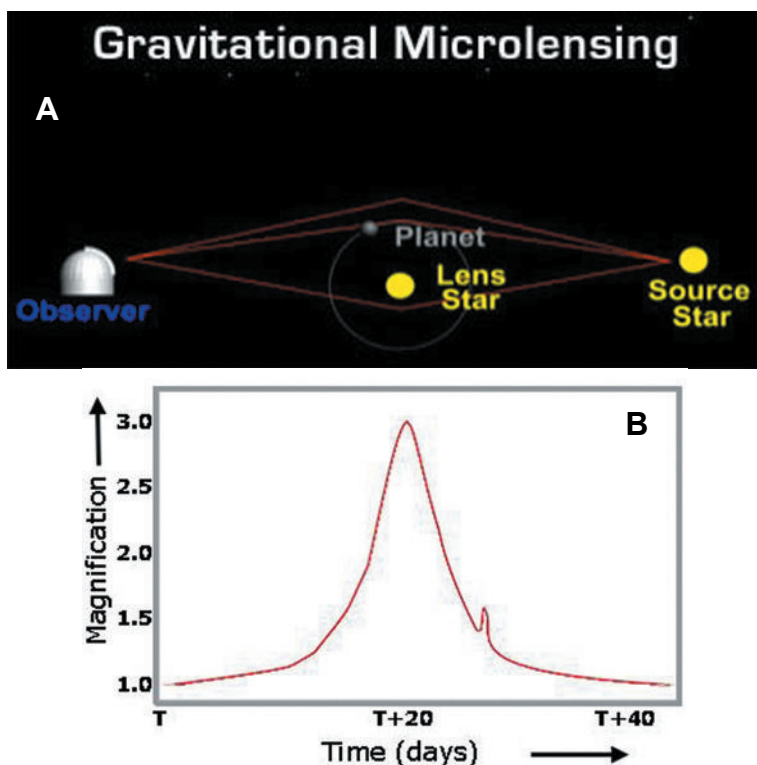 Gravitational Microlensing
A
Planet
Lens
Star
Observer
Source
Star
B
Magnification
3.0
2.5
2.0
1.5
1.0
T
T+20
T+40
Time (days)